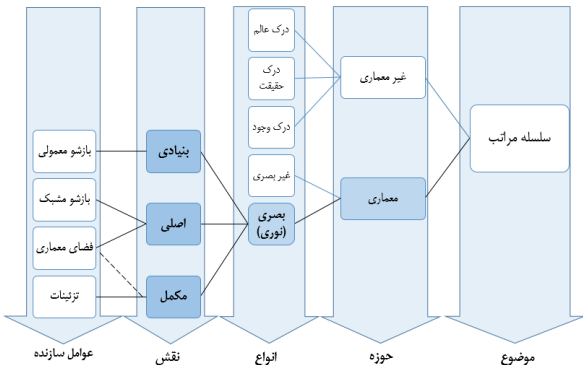 سلسله مراتب
غیر معماری
معماری
درک عالم
درک
حقیقت
درک وجود
غیر بصری
بصری
(نوری)
بنیادی
اصلی
مکمل
بازشو معمولی
بازشو مشبک
فضای معماری
تزئینات
موضوع
حوزه
انواع
نقش
عوامل سازنده